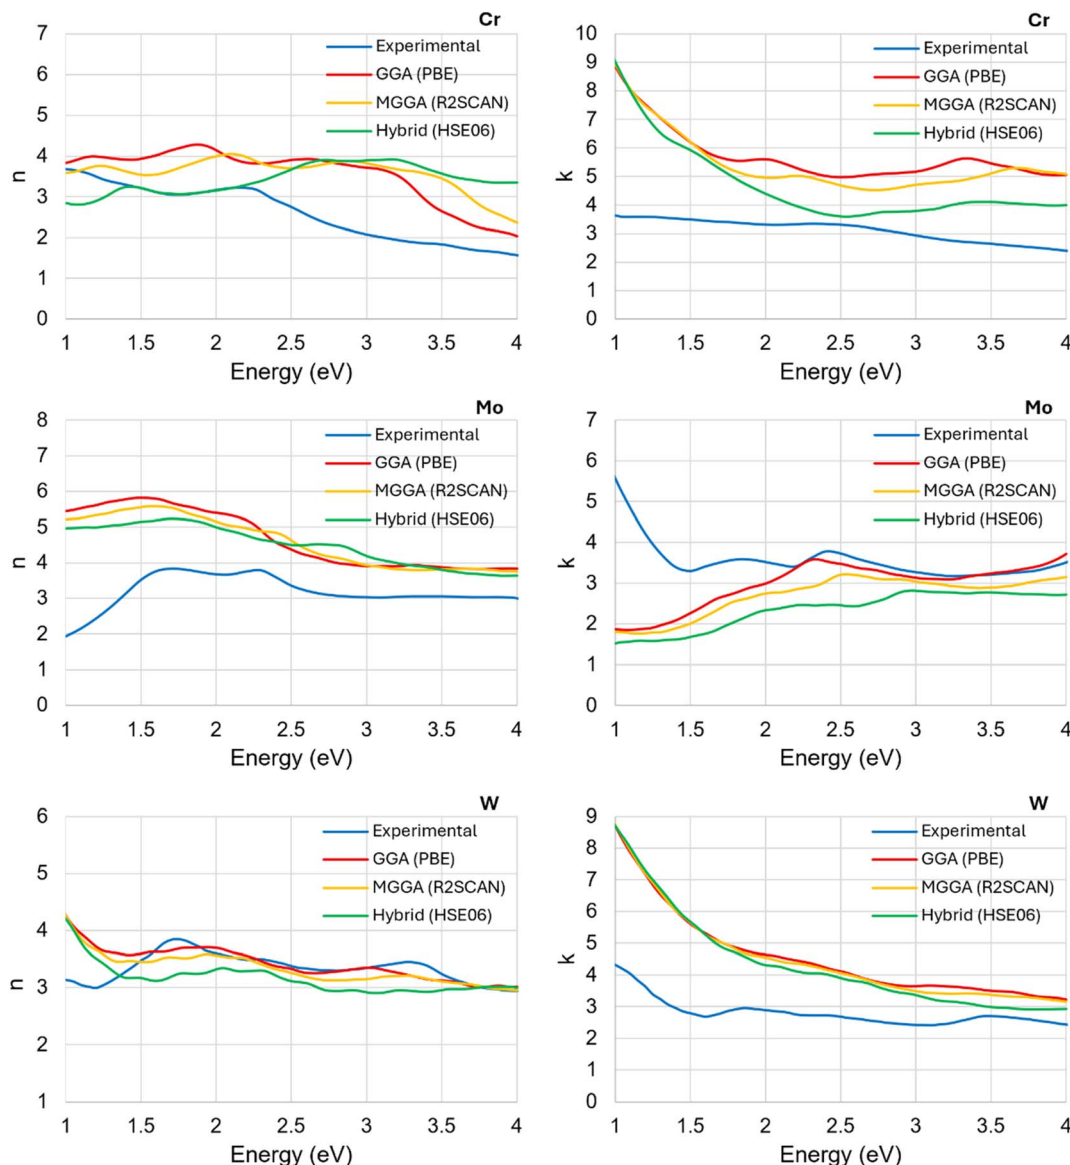 Cr
7
6
5
4
3
2
1
0
n
Experimental
GGA (PBE)
MGGA (R2SCAN)
Hybrid (HSE06)
1 1.5 2 2.5 3 3.5 4
Energy (eV)
Cr
10
9
8
7
6
5
4
3
2
1
0
k
Experimental
GGA (PBE)
MGGA (R2SCAN)
Hybrid (HSE06)
1 1.5 2 2.5 3 3.5 4
Energy (eV)
Mo
8
7
6
5
4
3
2
1
0
n
Experimental
GGA (PBE)
MGGA (R2SCAN)
Hybrid (HSE06)
1 1.5 2 2.5 3 3.5 4
Energy (eV)
Mo
7
6
5
4
3
2
1
0
k
Experimental
GGA (PBE)
MGGA (R2SCAN)
Hybrid (HSE06)
1 1.5 2 2.5 3 3.5 4
Energy (eV)
W
6
5
4
3
2
1
n
Experimental
GGA (PBE)
MGGA (R2SCAN)
Hybrid (HSE06)
1 1.5 2 2.5 3 3.5 4
Energy (eV)
W
9
8
7
6
5
4
3
2
1
0
k
Experimental
GGA (PBE)
MGGA (R2SCAN)
Hybrid (HSE06)
1 1.5 2 2.5 3 3.5 4
Energy (eV)